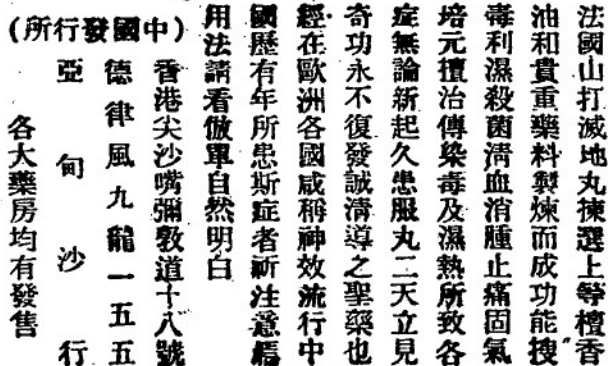 法國山打滅地丸揀選上等檀香
油和貴重藥料製煉而成功能搜
毒利濕殺菌清血消腫止痛固氣
培元擅治傳染毒及濕熱所致各
症無論新起久患服丸二天立見
奇功永不復發誠清導之聖藥也
經在歐洲各國咸稱神效流行中
國歷有年所患斯症者祈注意焉
用法請看倣單自然明白
(中國發行所)
香港尖沙嘴彌敦道十八號
德律風九龍一五五
亞甸沙行
各大藥房均有發售